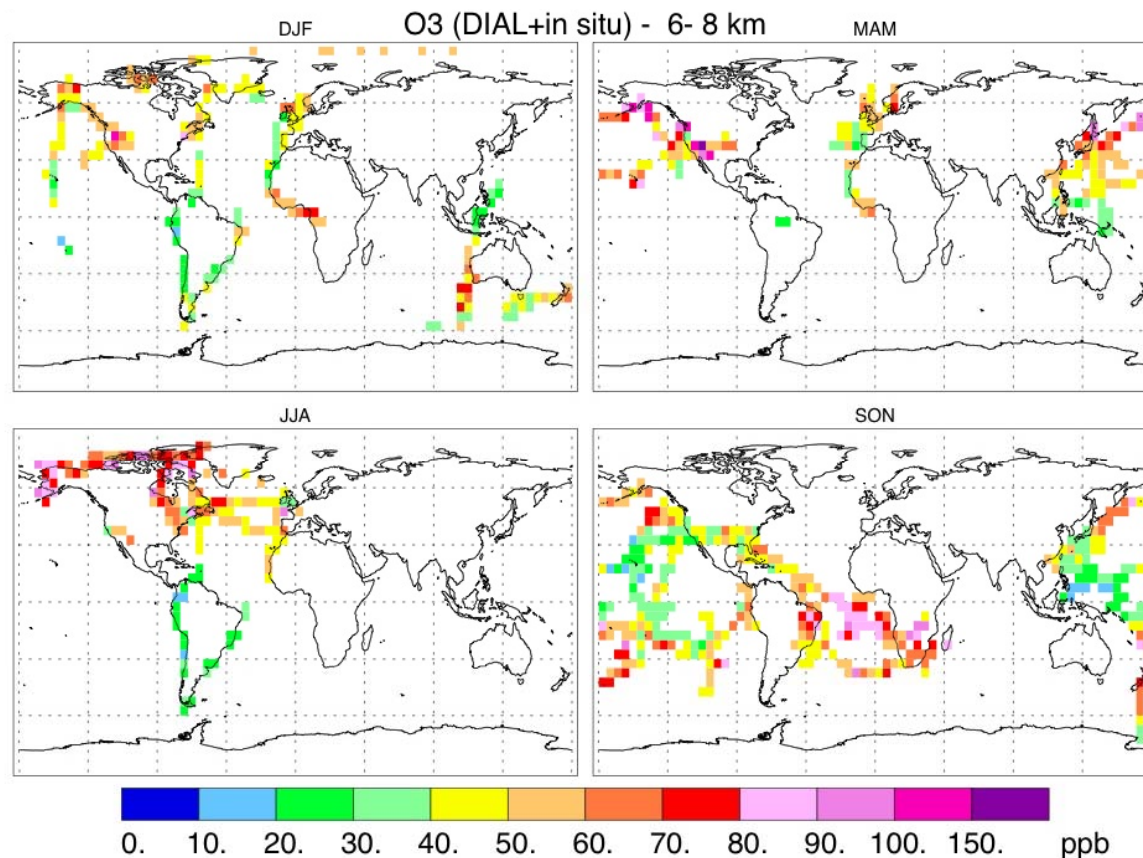 O3 (DIAL+in situ) - 6- 8 km
DJF
MAM
JJA
SON
0. 10. 20. 30. 40. 50. 60. 70. 80. 90. 100. 150. ppb